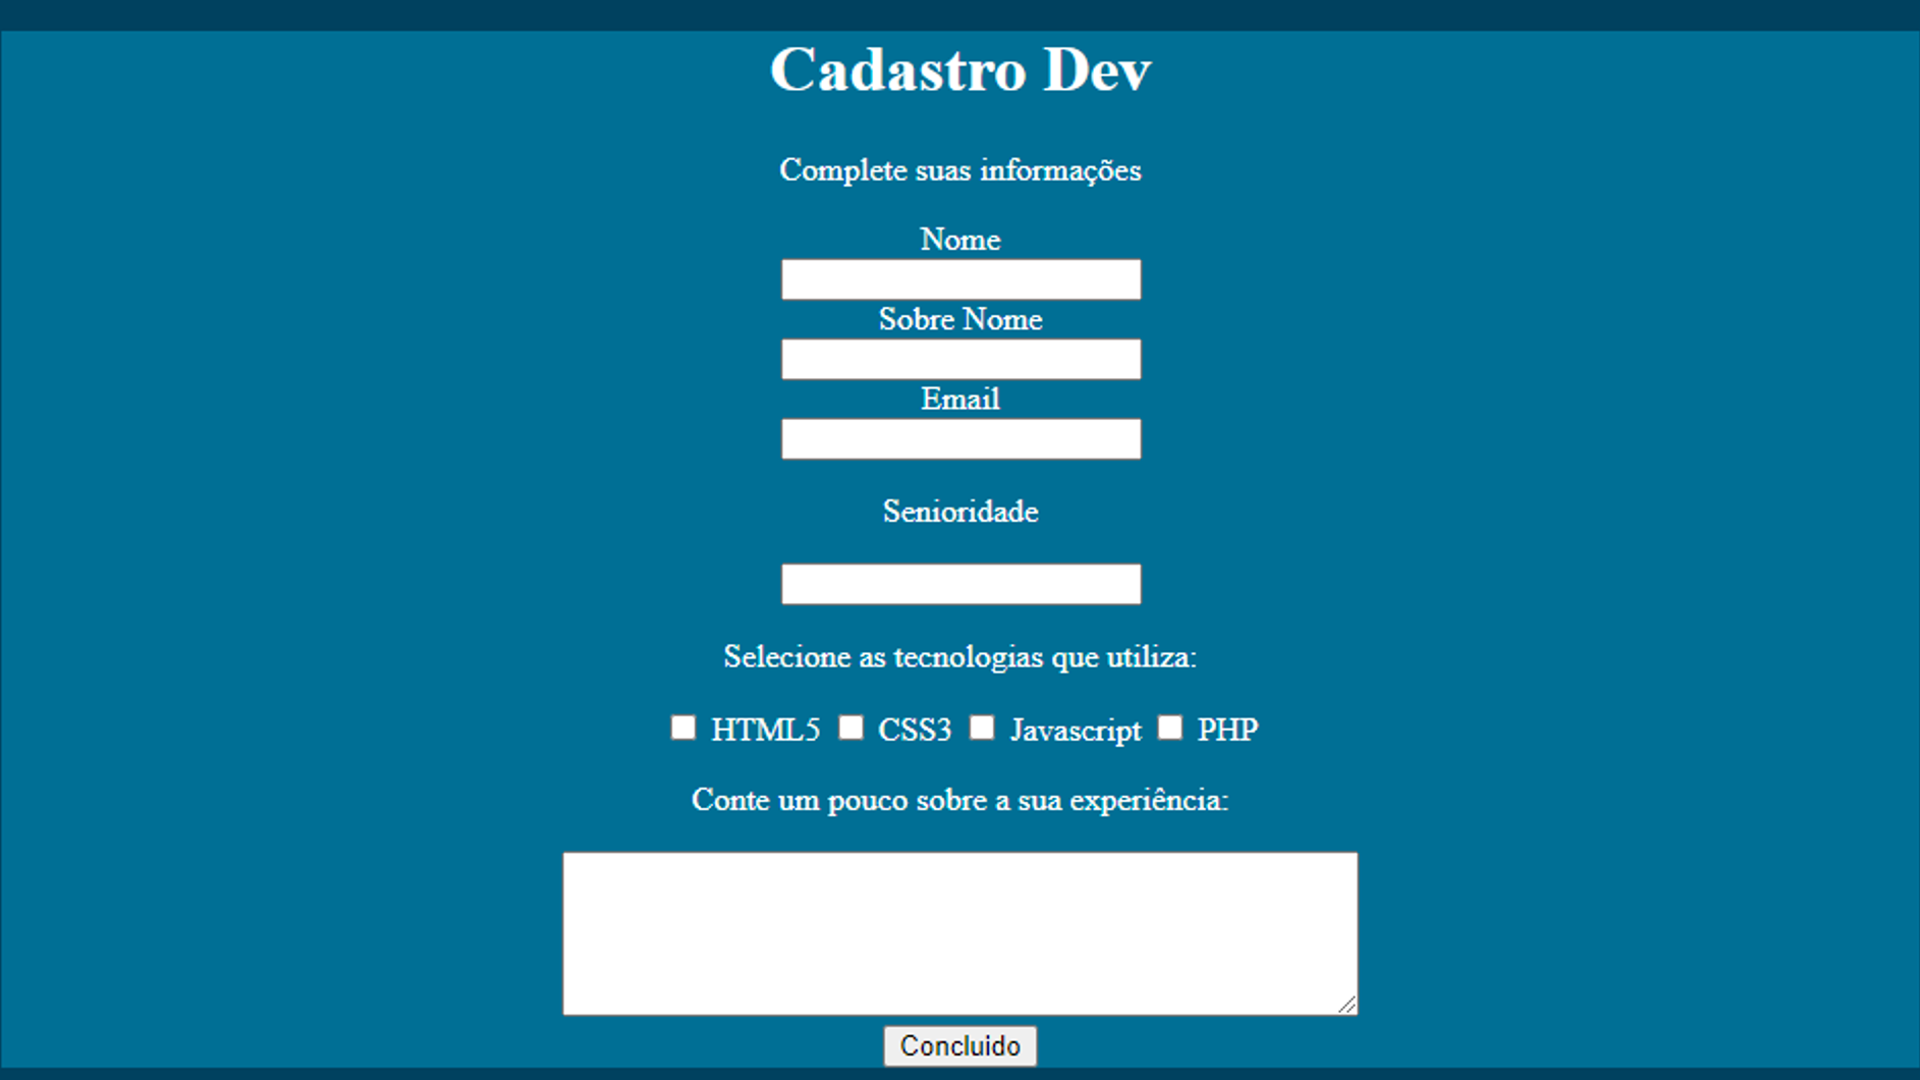 Cadastro Dev
Complete suas informações
Nome
Sobre Nome
Email
Senioridade
Selecione as tecnologias que utiliza:
HTML5 CSS3 Javascript PHP
Conte um pouco sobre a sua experiência:
Concluido